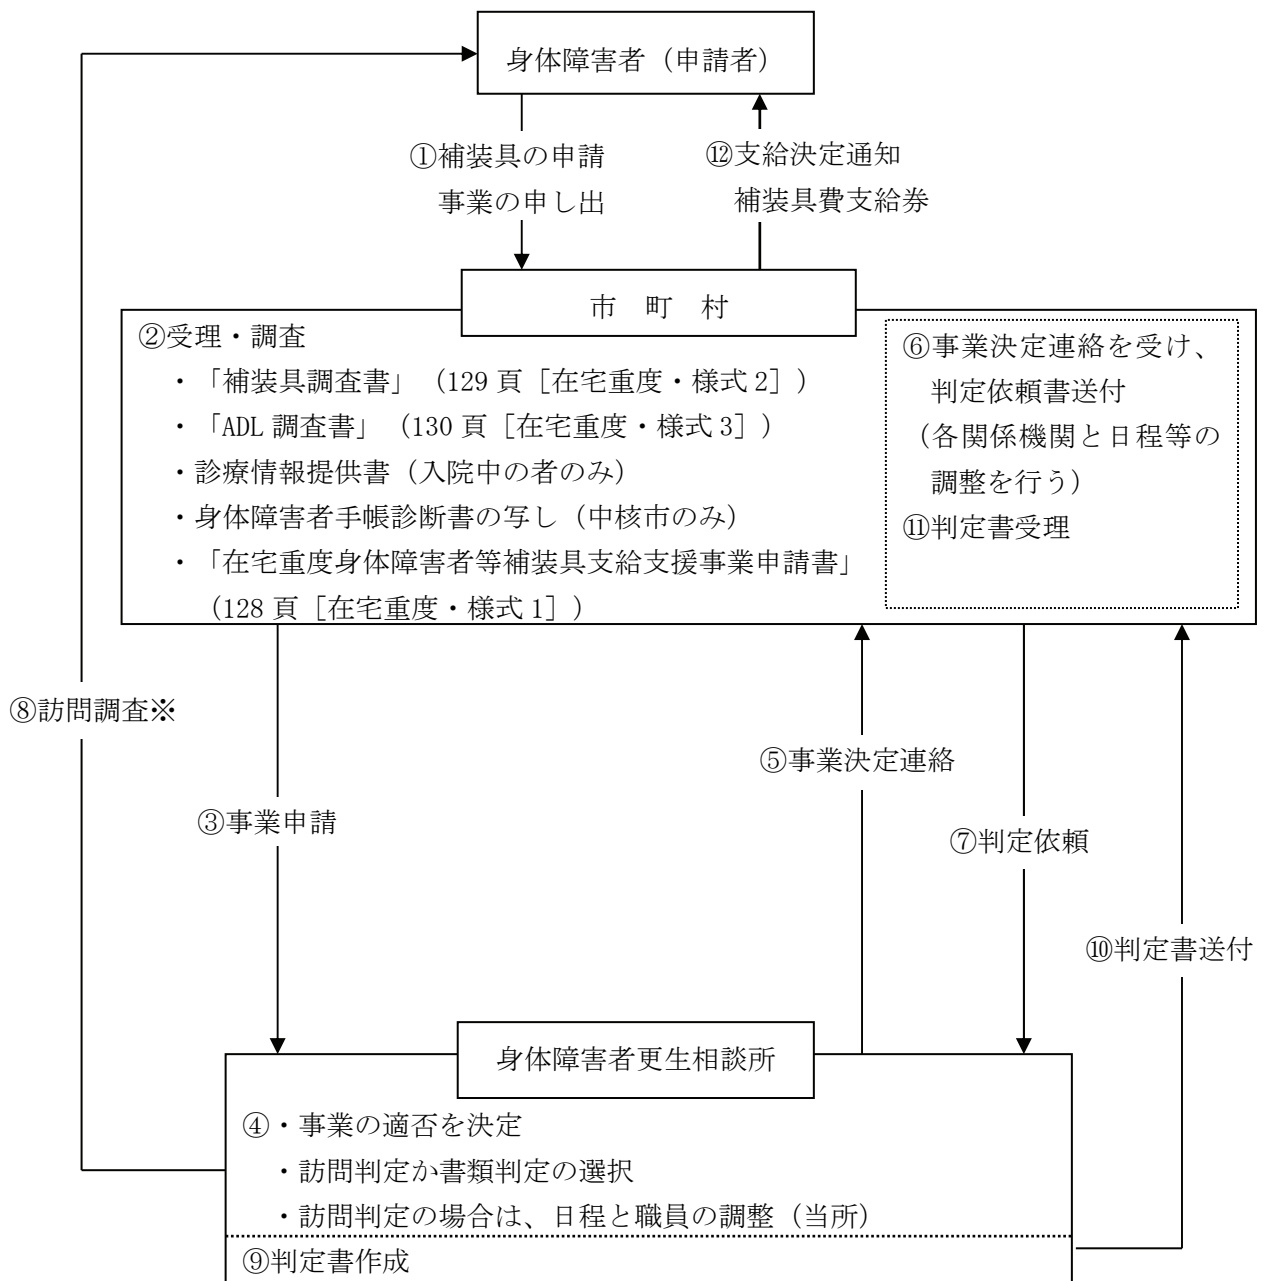 身体障害者（申請者）
①補装具の申請
事業の申し出
⑫支給決定通知
補装具費支給券
市　町　村
②受理・調査
・「補装具調査書」（129 頁［在宅重度・様式 2］）
・「ADL 調査書」（130 頁［在宅重度・様式 3］）
・診療情報提供書（入院中の者のみ）
・身体障害者手帳診断書の写し（中核市のみ）
・「在宅重度身体障害者等補装具支給支援事業申請書」
（128 頁［在宅重度・様式 1］）
⑥事業決定連絡を受け、
判定依頼書送付
（各関係機関と日程等の
調整を行う）
⑪判定書受理
⑧訪問調査※
⑤事業決定連絡
③事業申請
⑦判定依頼
⑩判定書送付
身体障害者更生相談所
④・事業の適否を決定
・訪問判定か書類判定の選択
・訪問判定の場合は、日程と職員の調整（当所）
⑨判定書作成